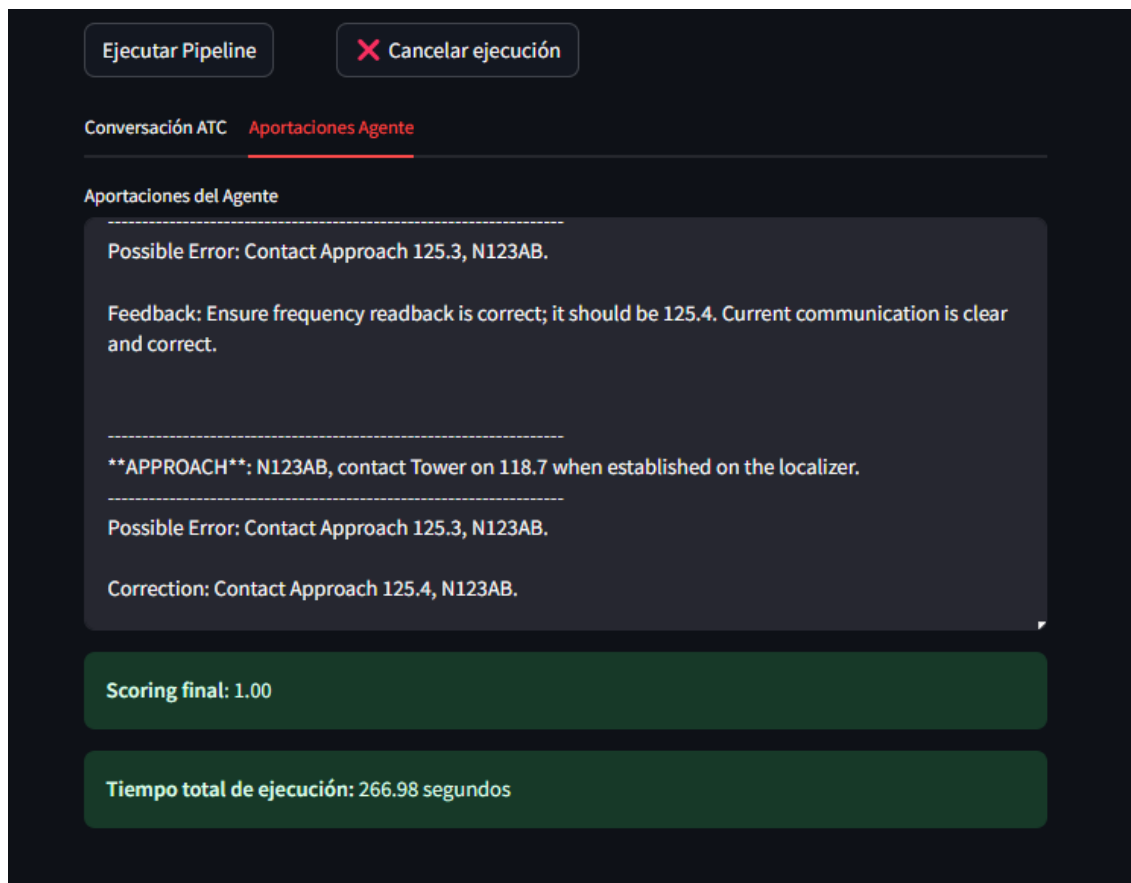 Ejecutar Pipeline
❌ Cancelar ejecución
Conversación ATC
Aportaciones Agente
Aportaciones del Agente
--------------------------------------------------------------------
Possible Error: Contact Approach 125.3, N123AB.
Feedback: Ensure frequency readback is correct; it should be 125.4. Current communication is clear
and correct.
--------------------------------------------------------------------
**APPROACH**: N123AB, contact Tower on 118.7 when established on the localizer.
--------------------------------------------------------------------
Possible Error: Contact Approach 125.3, N123AB.
Correction: Contact Approach 125.4, N123AB.
Scoring final: 1.00
Tiempo total de ejecución: 266.98 segundos